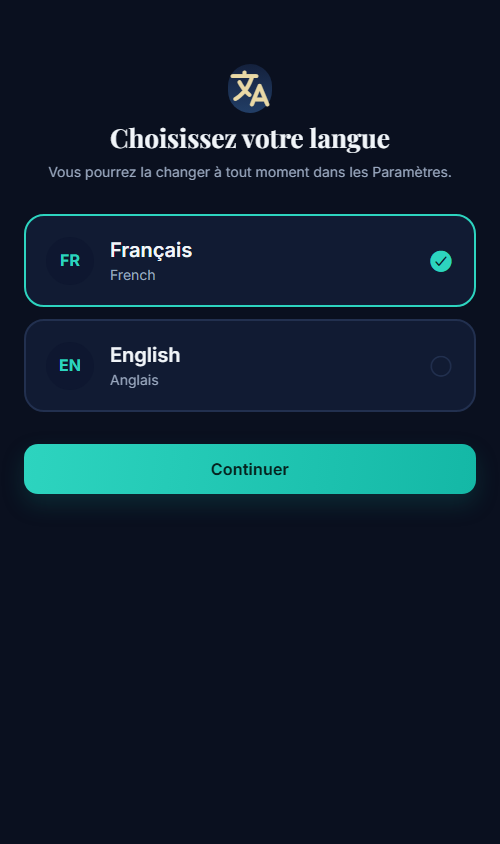 Choisissez votre langue
Vous pourrez la changer à tout moment dans les Paramètres.
FR
Français
French
EN
English
Anglais
Continuer